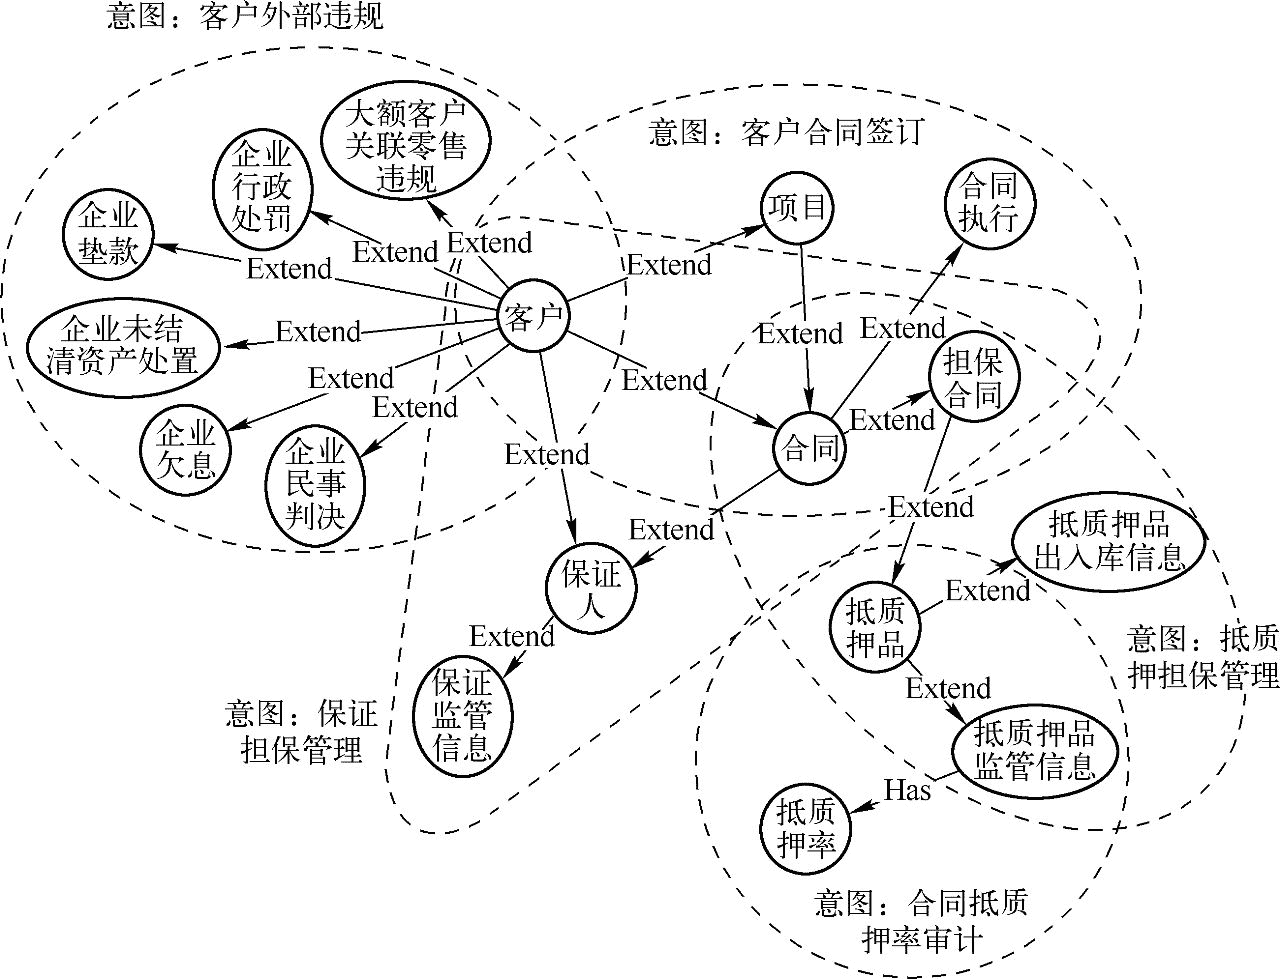 意图：客户外部违规
大额客户
关联零售
违规
意图：客户合同签订
企业
行政
处罚
项目
合同
执行
企业
垫款
Extend
Extend
Extend
Extend
客户
企业未结
清资产处置
Extend
Extend
Extend
担保
合同
Extend
Extend
Extend
Extend
企业
欠息
企业
民事
判决
合同
Extend
Extend
Extend
Extend
抵质押品
出入库信息
保证
人
抵质
押品
Extend
Extend
意图：抵质
押担保管理
保证
监管
信息
Extend
意图：保证
担保管理
抵质押品
监管信息
Has
抵质
押率
意图：合同抵质
押率审计